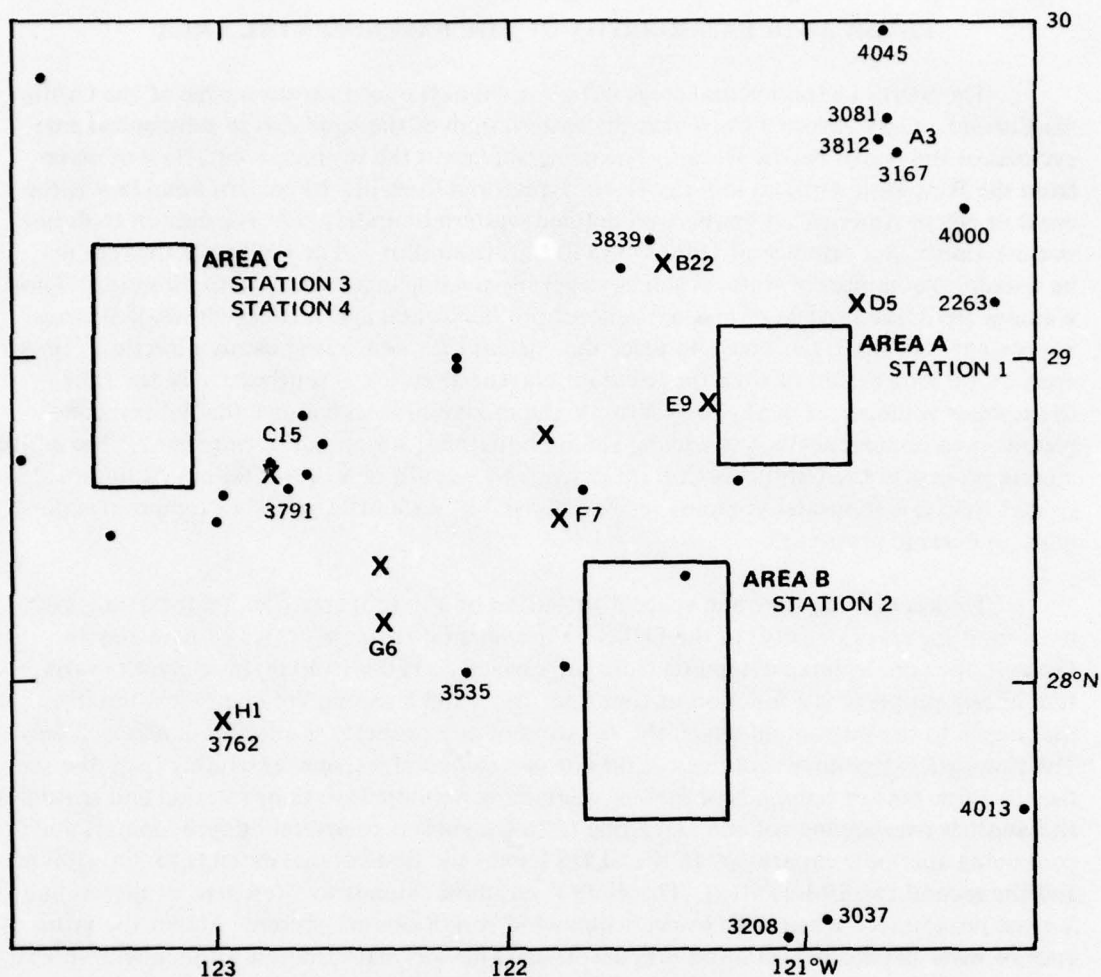 30
4045
3081
3812
A3
3167
4000
3839
B22
AREA C
STATION 3
STATION 4
D5
2263
AREA A
STATION 1
29
E9
C15
3791
F7
AREA B
STATION 2
G6
3535
28°N
H1
3762
4013
3037
3208
123
122
121°W